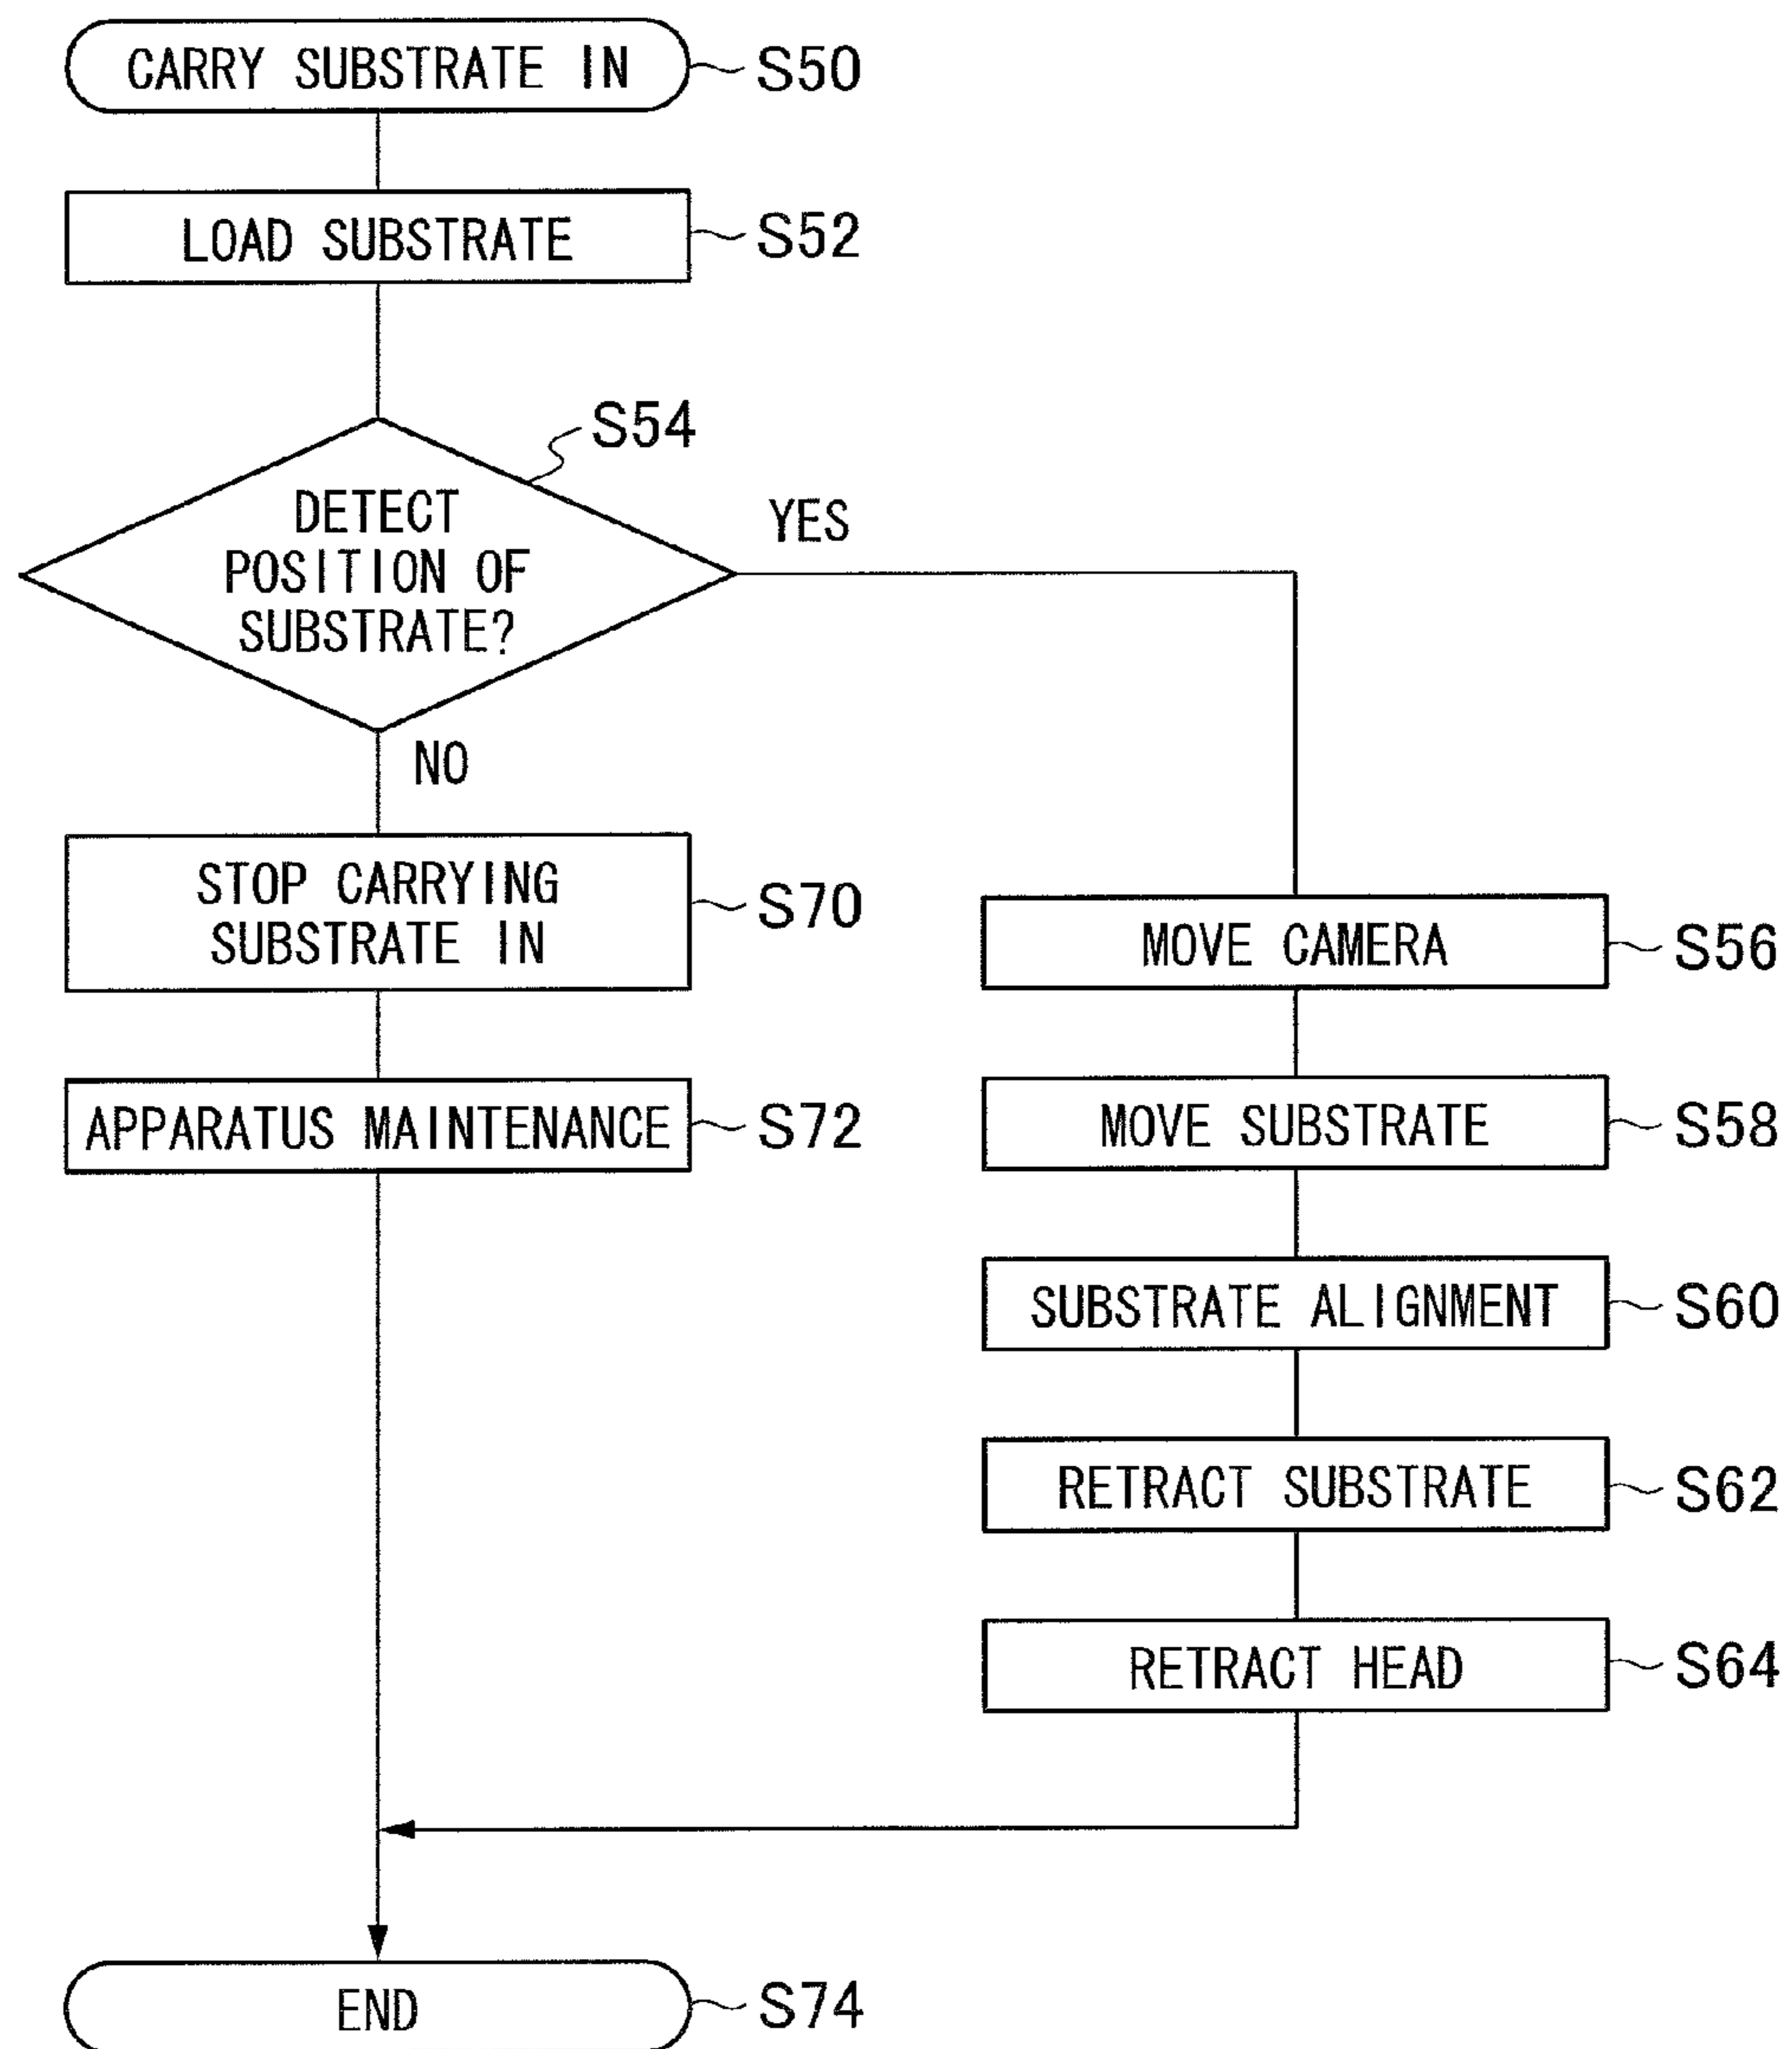 CARRY SUBSTRATE IN S50
LOAD SUBSTRATE S52
S54
DETECT
POSITION OF
SUBSTRATE?
YES
NO
STOP CARRYING
SUBSTRATE IN
S70
APPARATUS MAINTENANCE S72
MOVE CAMERA S56
MOVE SUBSTRATE S58
SUBSTRATE ALIGNMENT S60
RETRACT SUBSTRATE S62
RETRACT HEAD S64
END S74